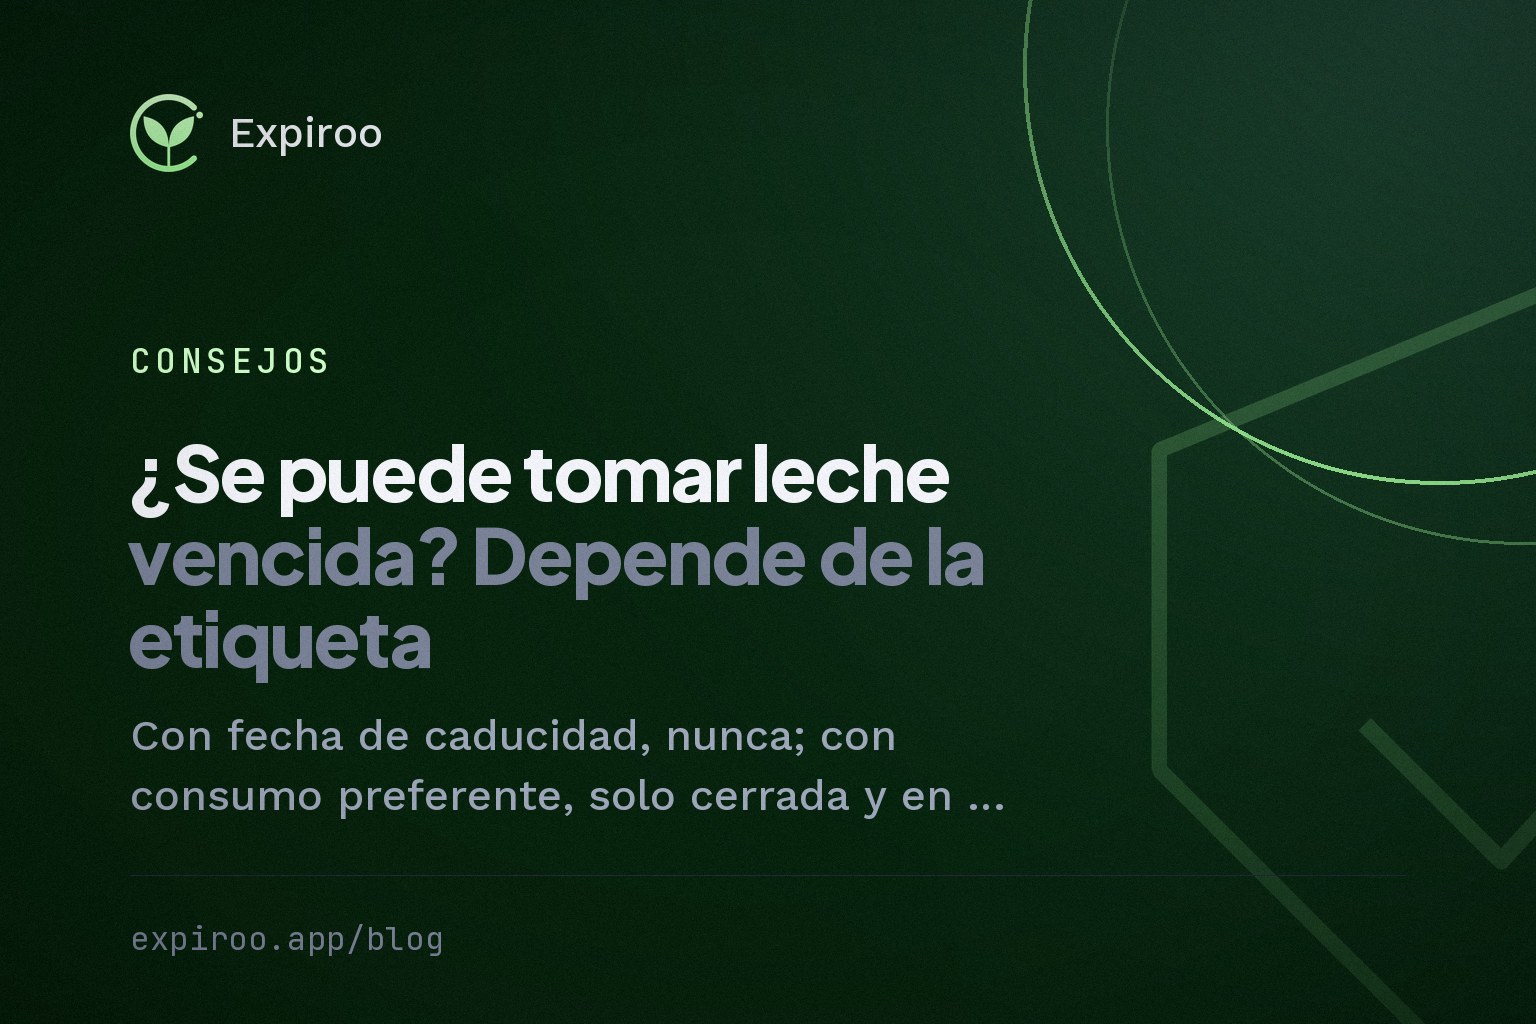 Expiroo
CONSEJOS
¿Se puede tomar leche
vencida? Depende de la
etiqueta
Con fecha de caducidad, nunca; con
consumo preferente, solo cerrada y en ...
expiroo.app/blog